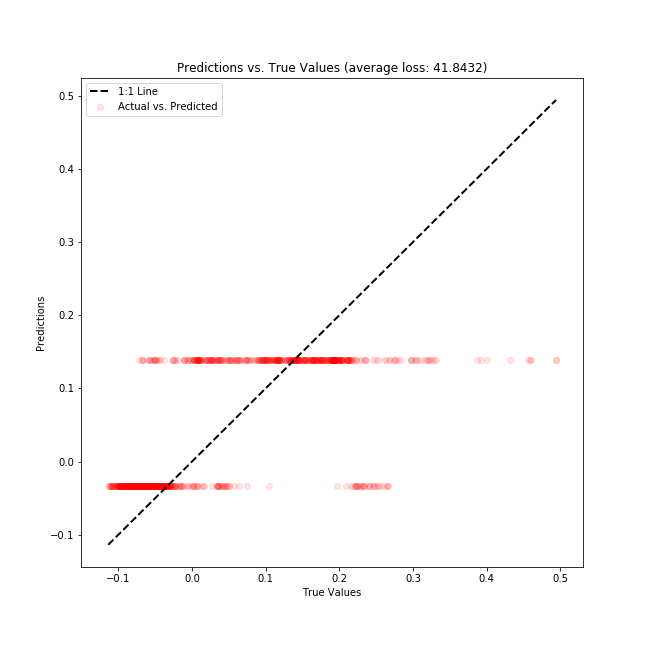 Predictions vs. True Values (average loss: 41.8432)
1:1 Line
Actual vs. Predicted
0.5
0.4
0.3
0.2
0.1
0.0
−0.1
Predictions
−0.1 0.0 0.1 0.2 0.3 0.4 0.5
True Values